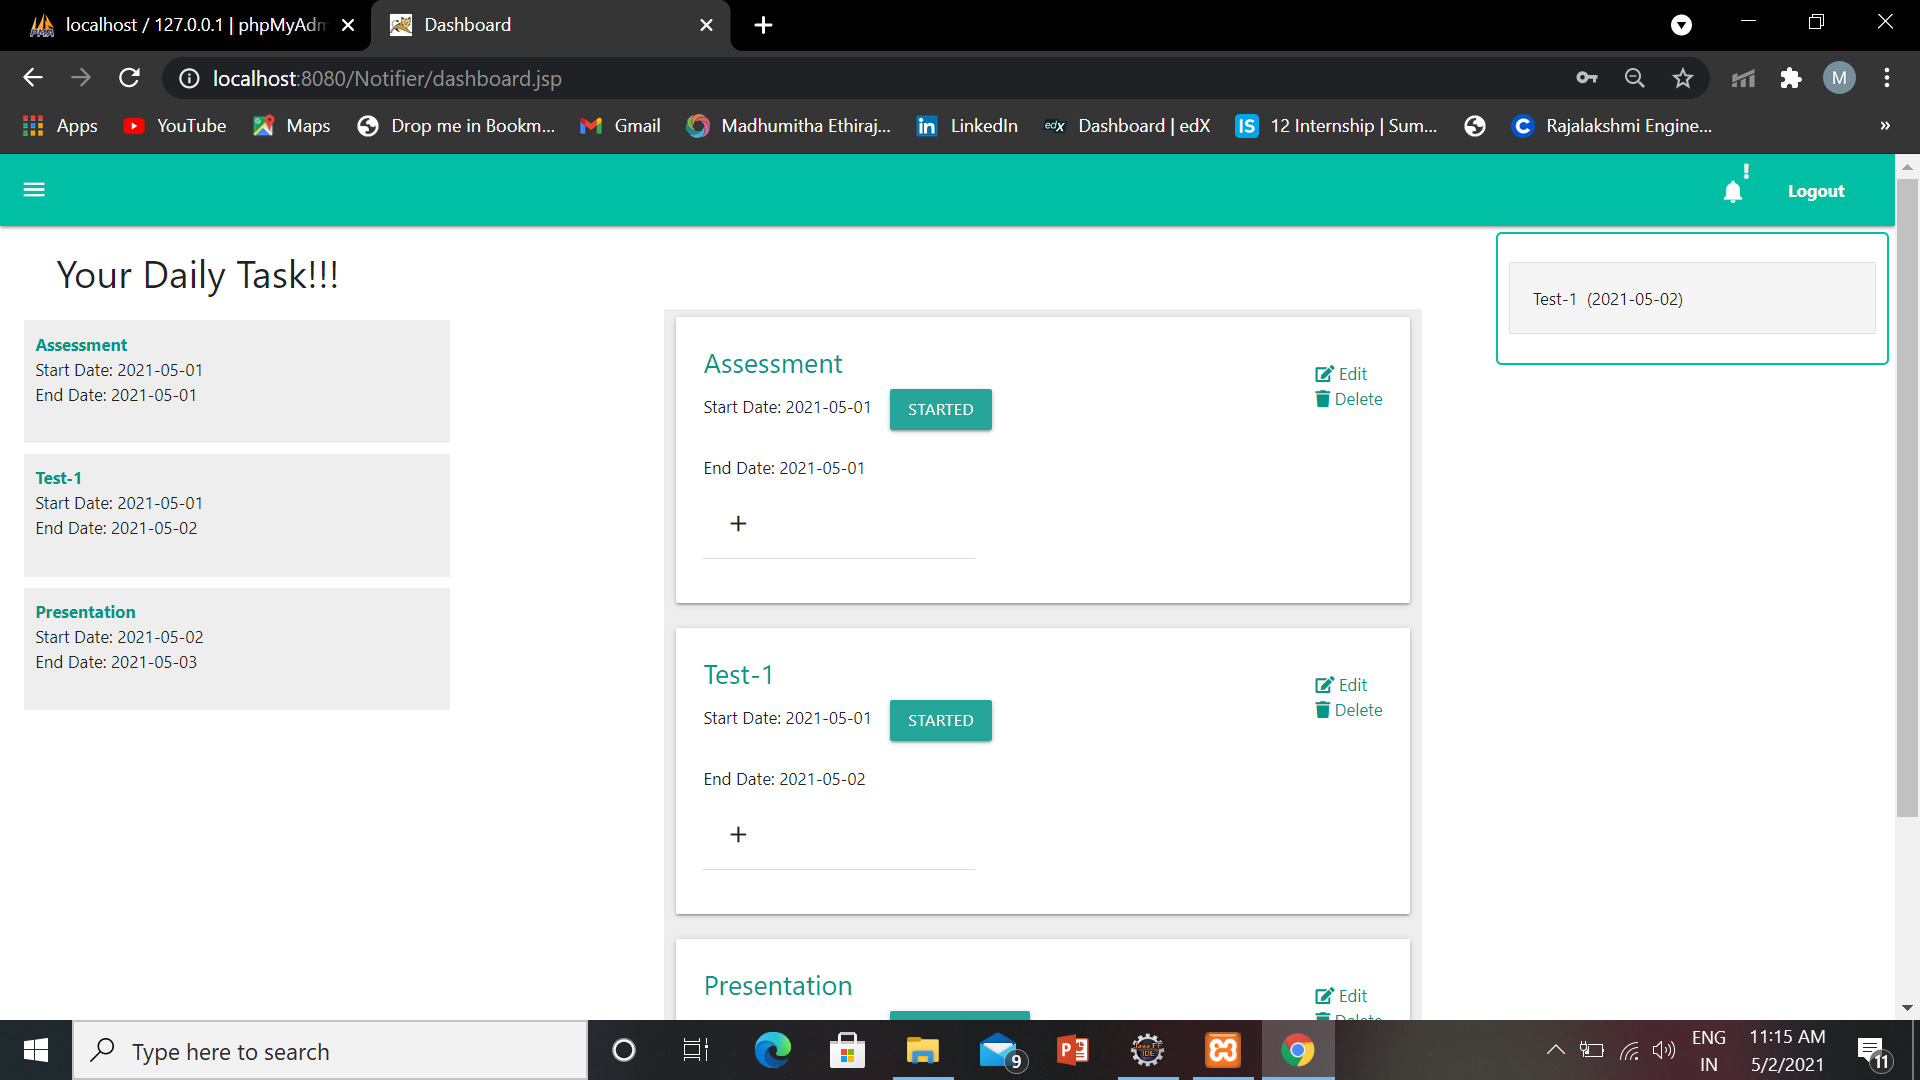 localhost / 127.0.0.1 | phpMyAdm
Dashboard
localhost:8080/Notifier/dashboard.jsp
M
Apps
YouTube
Maps
Drop me in Bookm...
Gmail
Madhumitha Ethiraj...
in LinkedIn
edX Dashboard | edX
IS 12 Internship | Sum...
C Rajalakshmi Engine...
»
Logout
Your Daily Task!!!
Assessment
Start Date: 2021-05-01
End Date: 2021-05-01
Test-1
Start Date: 2021-05-01
End Date: 2021-05-02
Presentation
Start Date: 2021-05-02
End Date: 2021-05-03
Assessment
Start Date: 2021-05-01
STARTED
End Date: 2021-05-01
+
Edit
Delete
Test-1
Start Date: 2021-05-01
STARTED
End Date: 2021-05-02
+
Edit
Delete
Presentation
Edit
Delete
Test-1 (2021-05-02)
Type here to search
9
ENG
IN
11:15 AM
5/2/2021
11